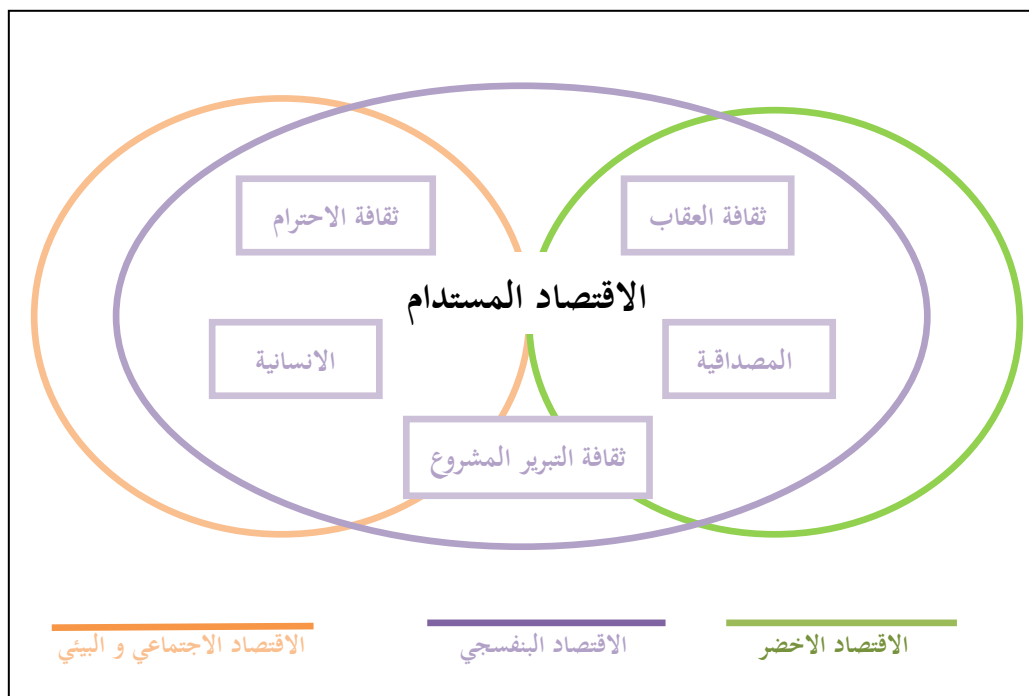 ثقافة العقاب
ثقافة الاحترام
الاقتصاد المستدام
المصداقية
الانسانية
ثقافة التبرير المشروع
الاقتصاد الاخضر
الاقتصاد البنفسجي
الاقتصاد الاجتماعي و البيئي